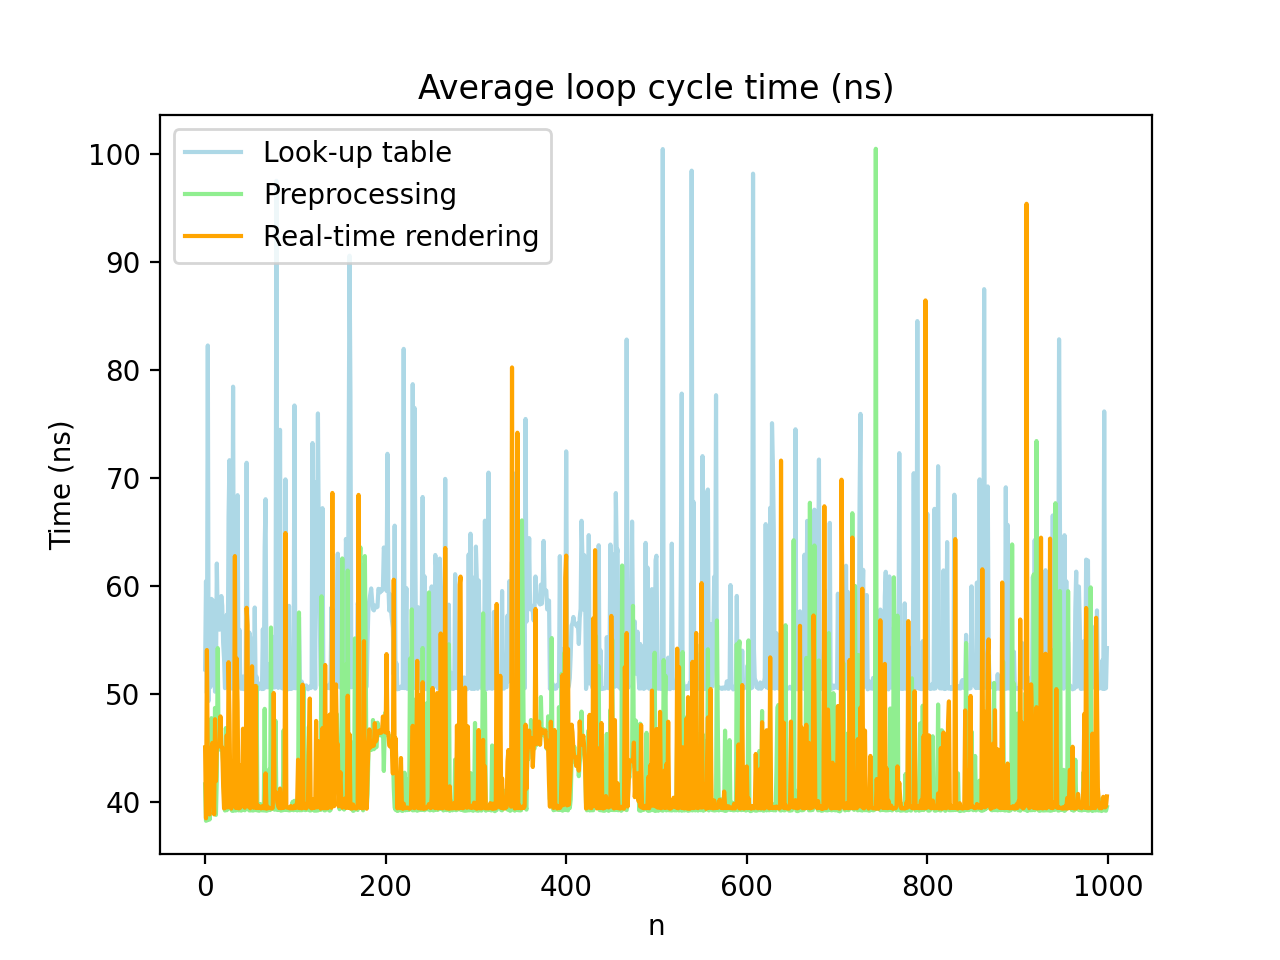 Average loop cycle time (ns)
Look-up table
Preprocessing
Real-time rendering
100
90
80
70
60
50
40
Time (ns)
0 200 400 600 800 1000
n